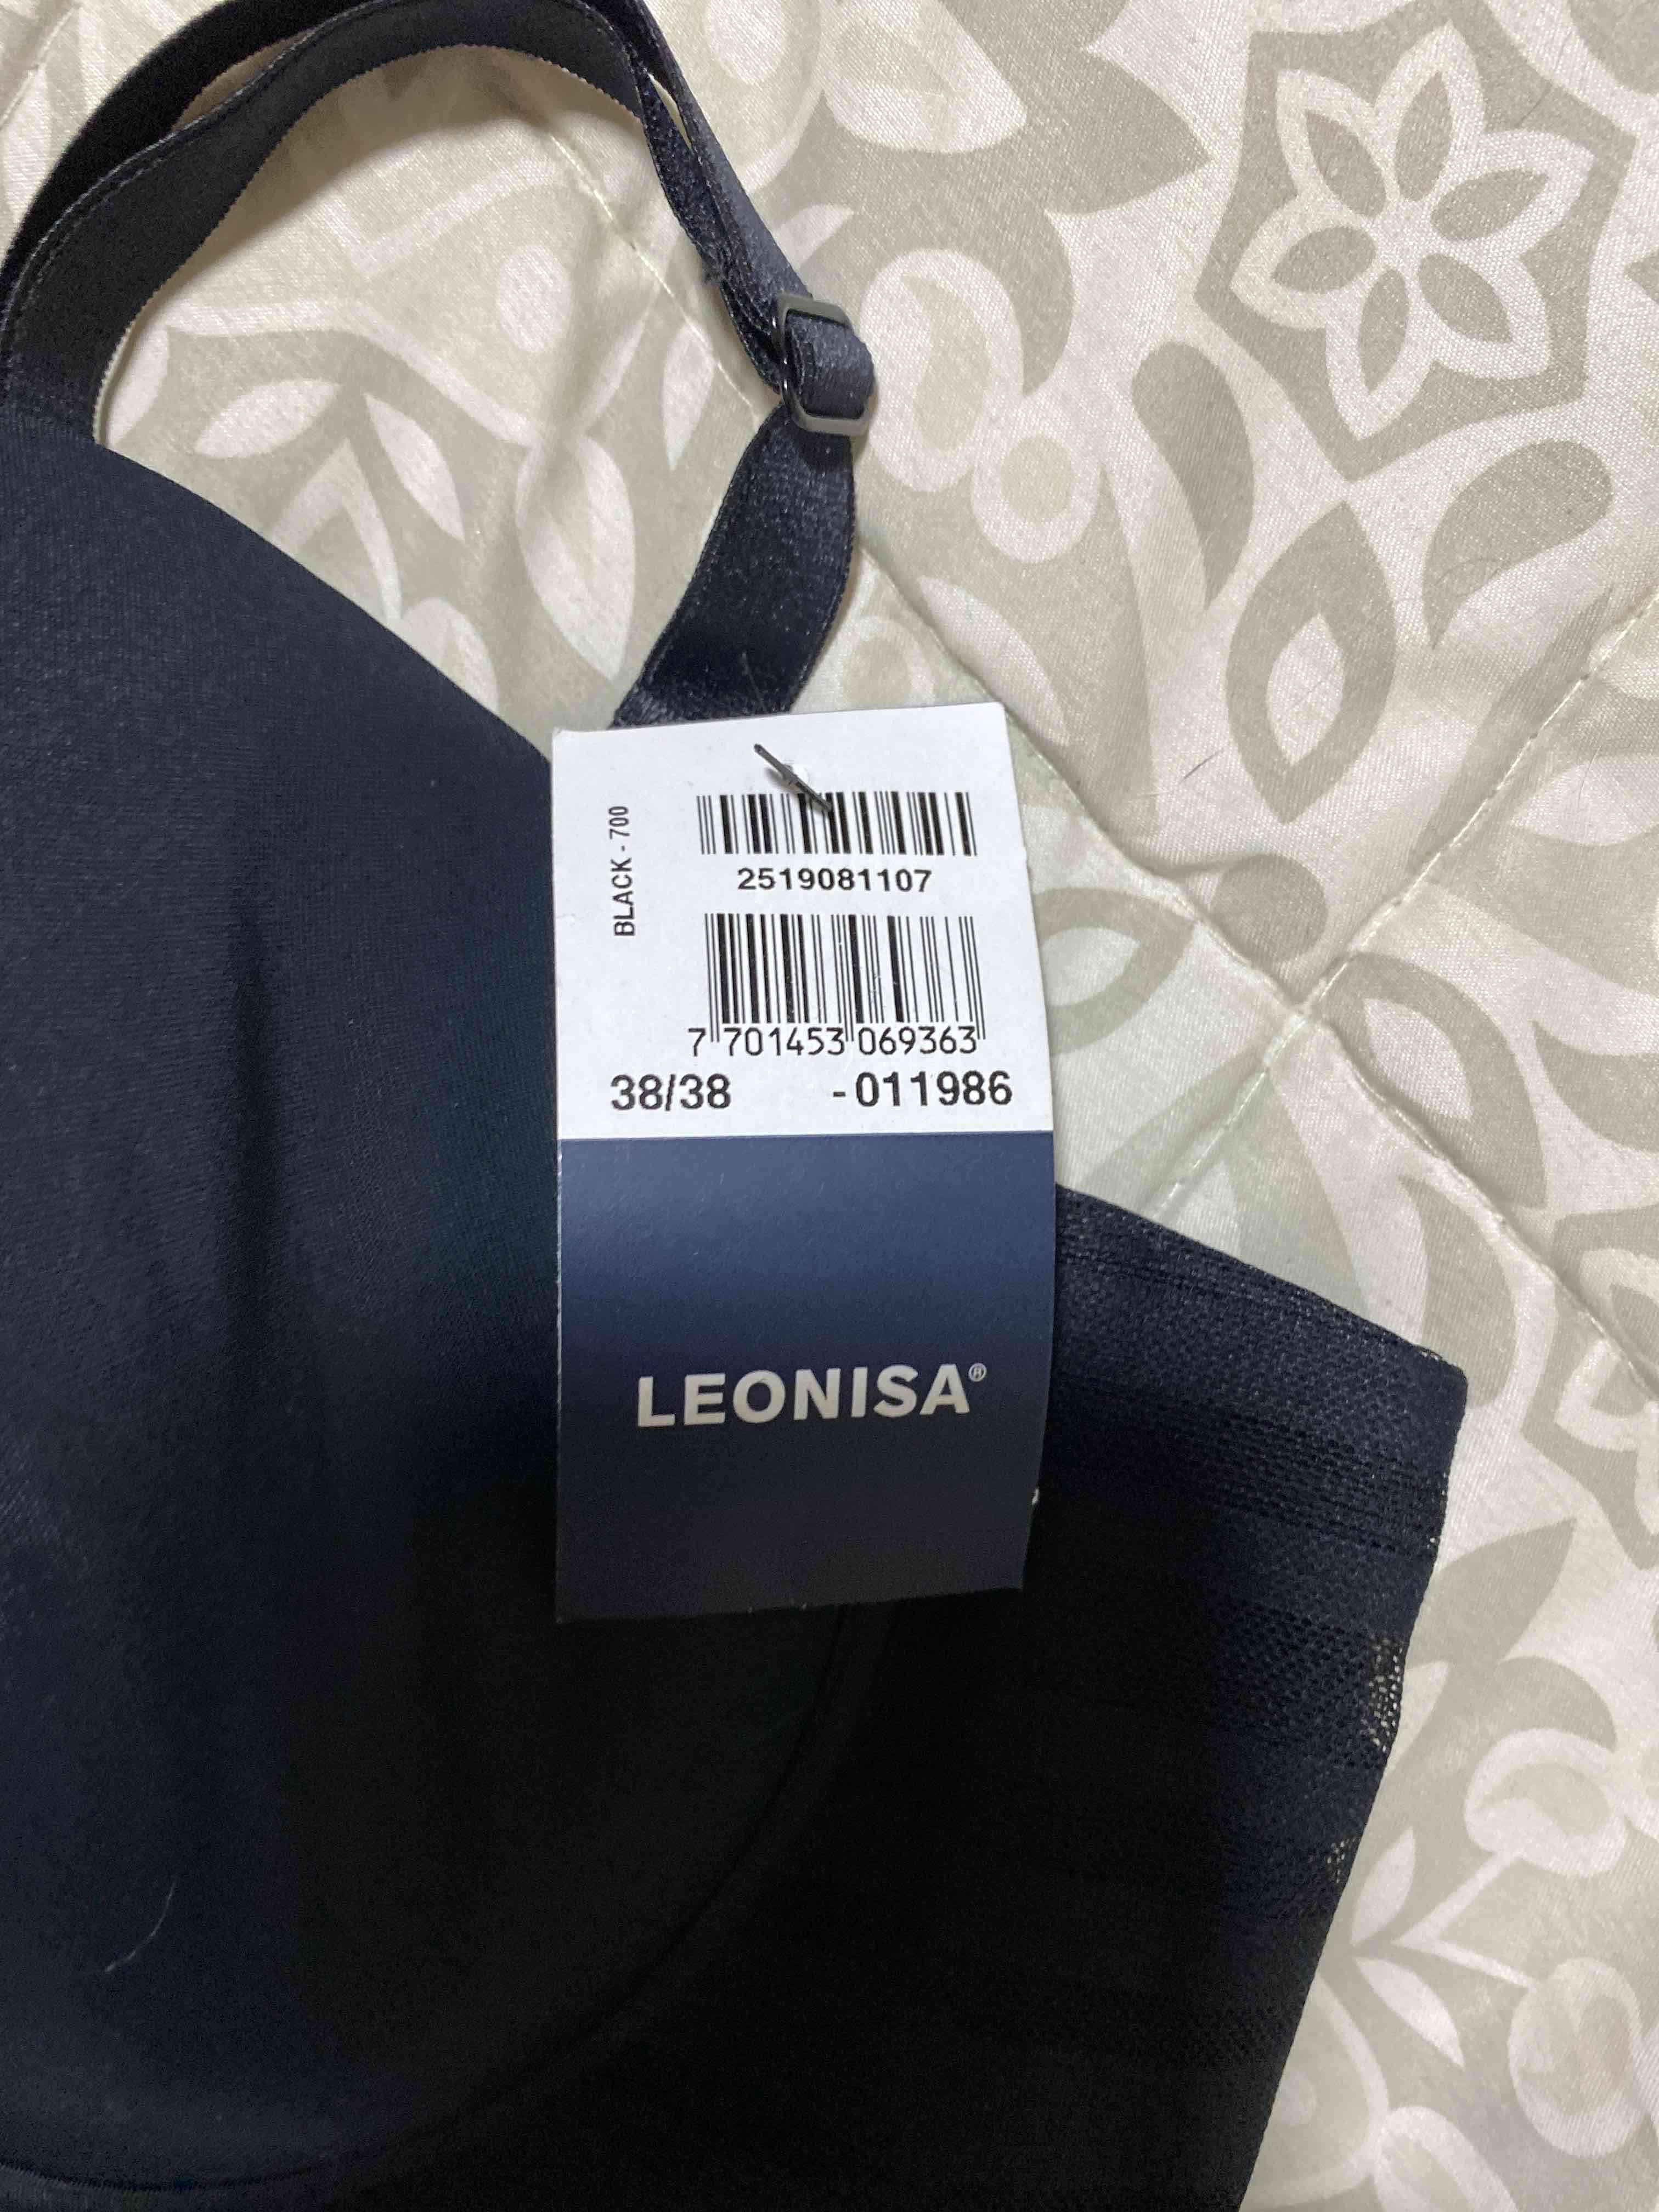 BLACK - 700
2519081107
7 701453 069363
38/38 -011986
LEONISA®